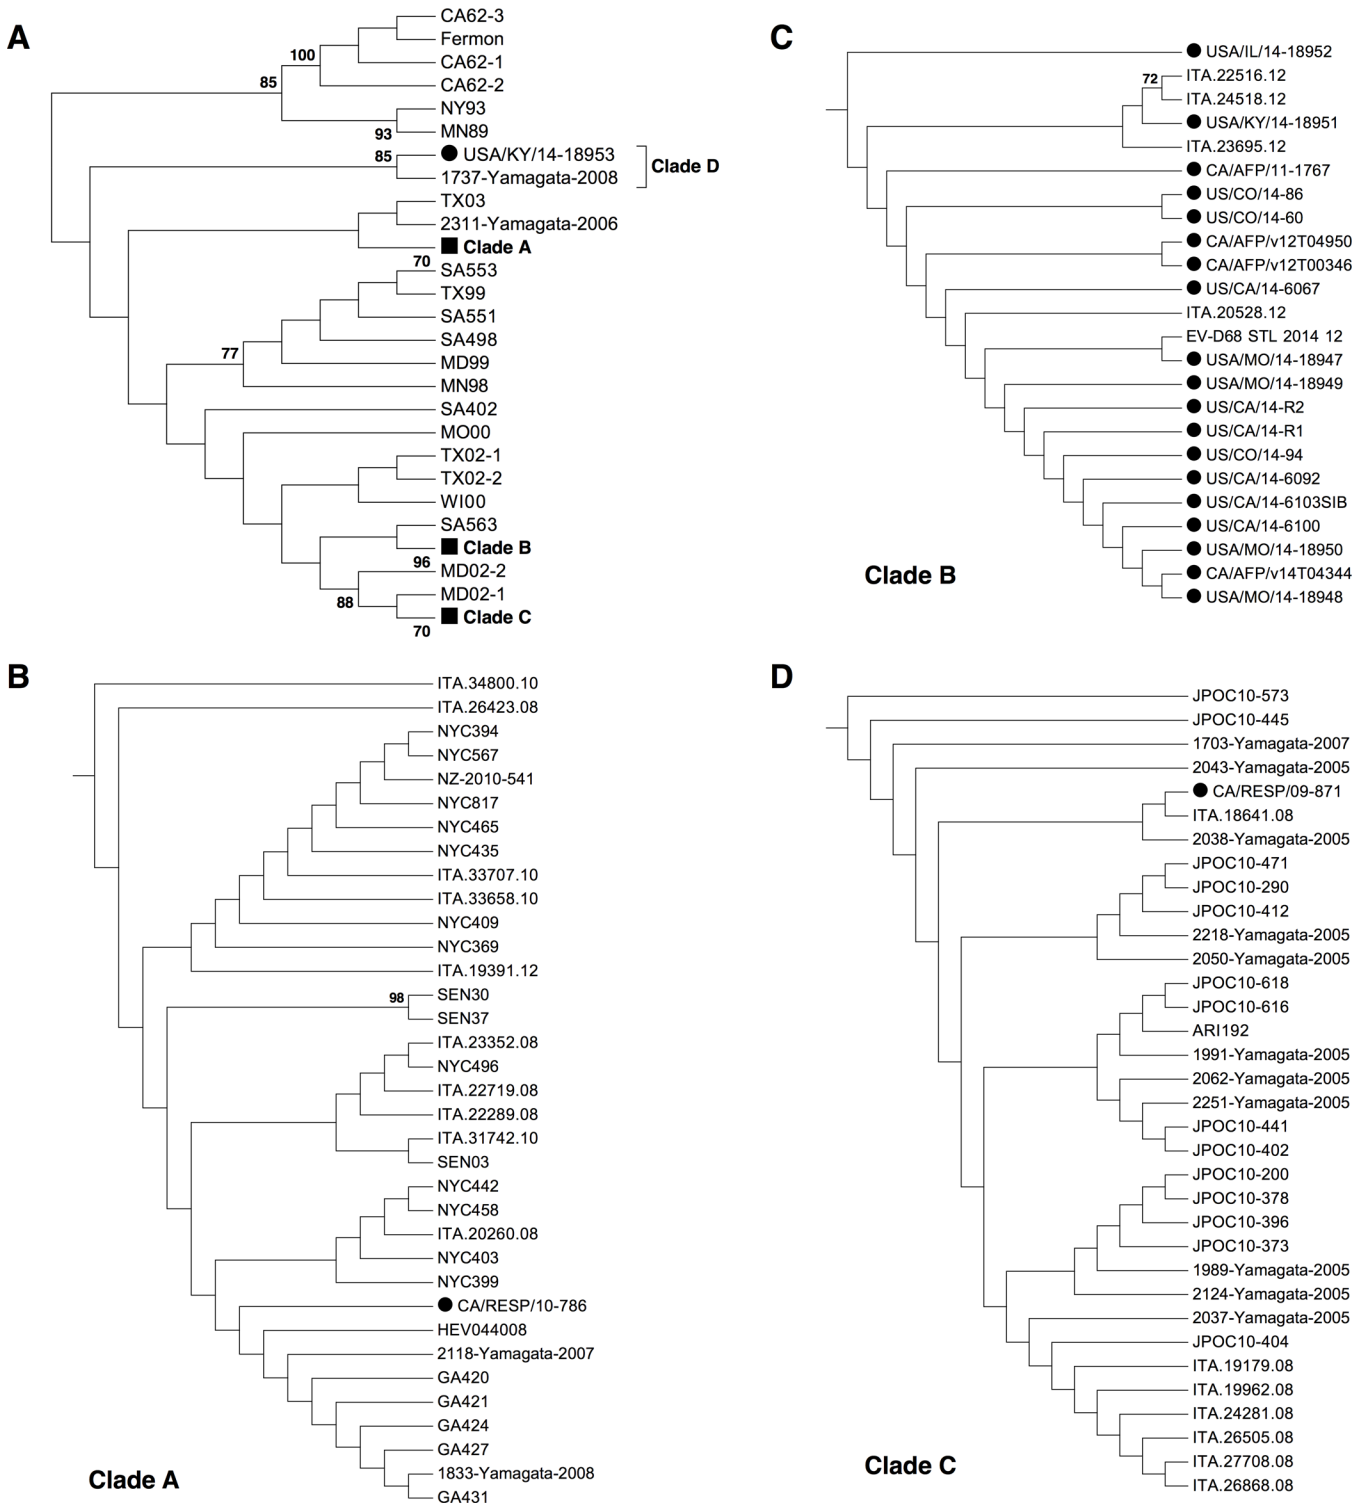 A
CA62-3
Fermon
100
CA62-1
85
CA62-2
NY93
93
MN89
85
USA/KY/14-18953
Clade D
1737-Yamagata-2008
TX03
2311-Yamagata-2006
Clade A
70
SA553
TX99
SA551
SA498
77
MD99
MN98
SA402
MO00
TX02-1
TX02-2
WI00
SA563
Clade B
96
MD02-2
MD02-1
88
Clade C
70
C
USA/IL/14-18952
72
ITA.22516.12
ITA.24518.12
USA/KY/14-18951
ITA.23695.12
CA/AFP/11-1767
US/CO/14-86
US/CO/14-60
CA/AFP/v12T04950
CA/AFP/v12T00346
US/CA/14-6067
ITA.20528.12
EV-D68 STL 2014 12
USA/MO/14-18947
USA/MO/14-18949
US/CA/14-R2
US/CA/14-R1
US/CO/14-94
US/CA/14-6092
US/CA/14-6103SIB
US/CA/14-6100
USA/MO/14-18950
CA/AFP/v14T04344
USA/MO/14-18948
Clade B
B
ITA.34800.10
ITA.26423.08
NYC394
NYC567
NZ-2010-541
NYC817
NYC465
NYC435
ITA.33707.10
ITA.33658.10
NYC409
NYC369
ITA.19391.12
98
SEN30
SEN37
ITA.23352.08
NYC496
ITA.22719.08
ITA.22289.08
ITA.31742.10
SEN03
NYC442
NYC458
ITA.20260.08
NYC403
NYC399
CA/RESP/10-786
HEV044008
2118-Yamagata-2007
GA420
GA421
GA424
GA427
1833-Yamagata-2008
GA431
Clade A
D
JPOC10-573
JPOC10-445
1703-Yamagata-2007
2043-Yamagata-2005
CA/RESP/09-871
ITA.18641.08
2038-Yamagata-2005
JPOC10-471
JPOC10-290
JPOC10-412
2218-Yamagata-2005
2050-Yamagata-2005
JPOC10-618
JPOC10-616
ARI192
1991-Yamagata-2005
2062-Yamagata-2005
2251-Yamagata-2005
JPOC10-441
JPOC10-402
JPOC10-200
JPOC10-378
JPOC10-396
JPOC10-373
1989-Yamagata-2005
2124-Yamagata-2005
2037-Yamagata-2005
JPOC10-404
ITA.19179.08
ITA.19962.08
ITA.24281.08
ITA.26505.08
ITA.27708.08
ITA.26868.08
Clade C